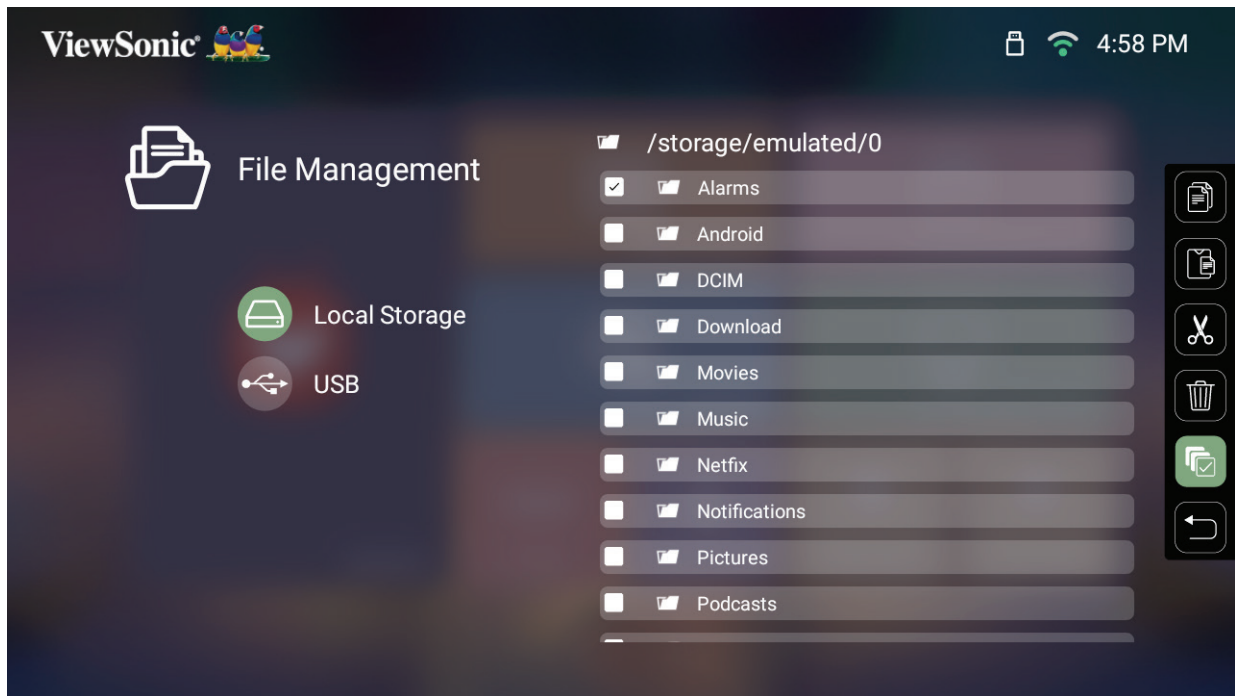 ViewSonic®
4:58 PM
File Management
Local Storage
USB
/storage/emulated/0
Alarms
Android
DCIM
Download
Movies
Music
Netfix
Notifications
Pictures
Podcasts